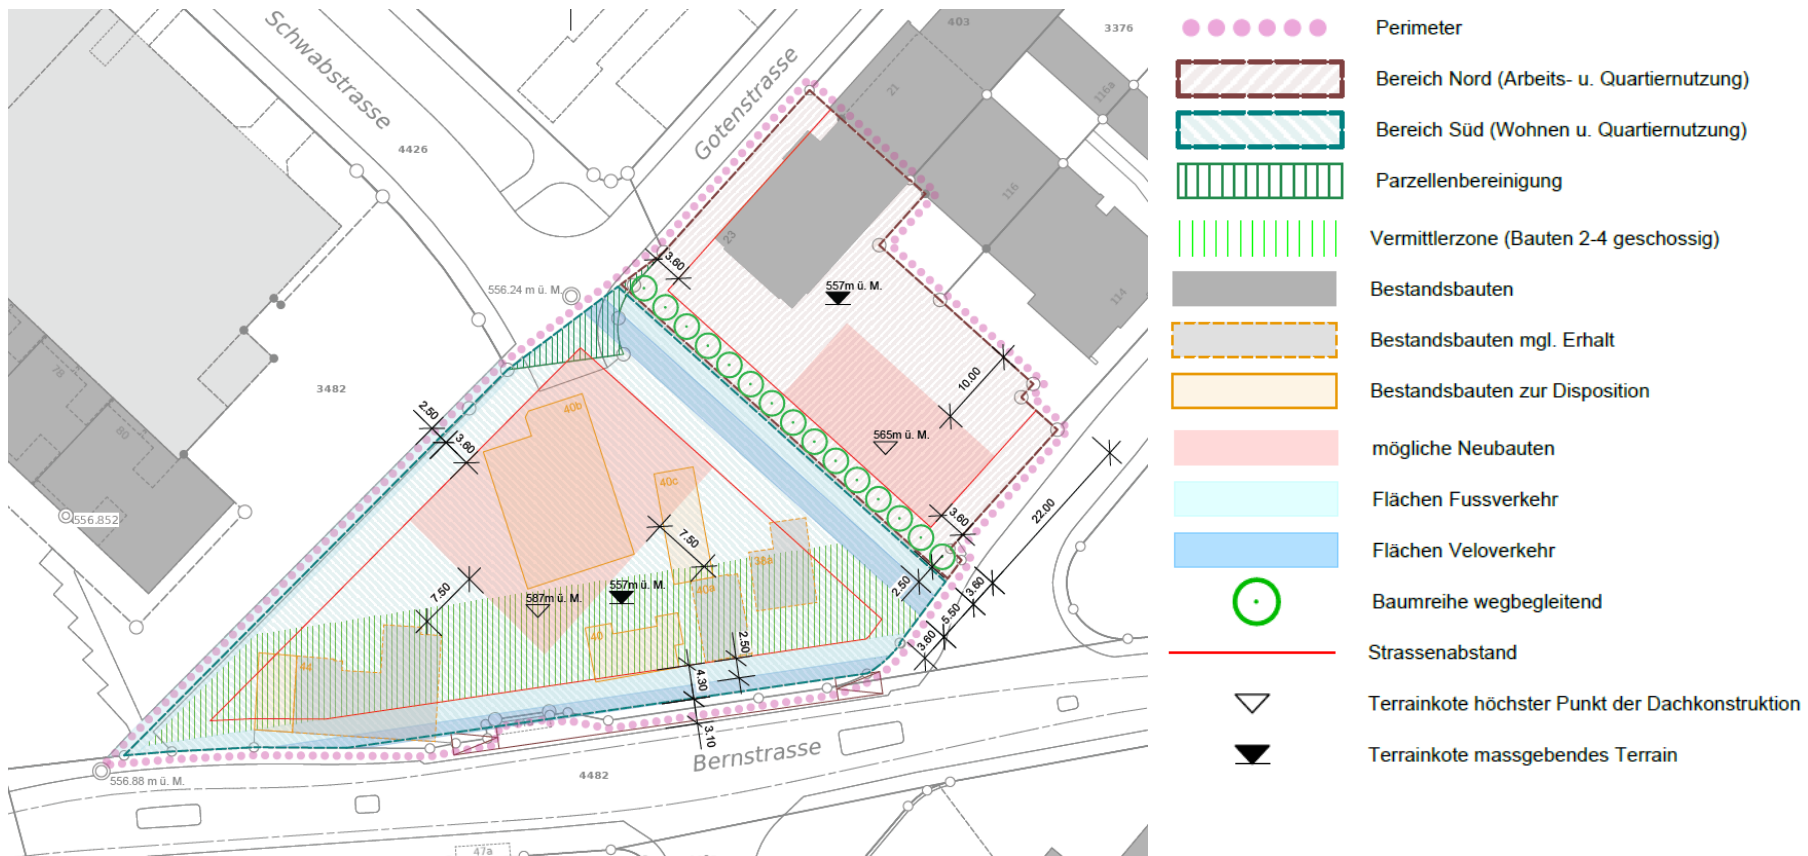 Schwabstrasse
Gotenstrasse
403
3376
116a
21
4426
116
23
114
3.60
557m ü. M.
556.24 m ü. M.
3482
78
80
2.50
3.60
40b
10.00
565m ü. M.
40c
556.852
7.50
3.60
22.00
38a
7.50
587m ü. M.
557m ü. M.
40a
2.50
3.60
5.50
3.60
40
2.50
44
4.30
3.10
Bernstrasse
556.88 m ü. M.
4482
47a
Perimeter
Bereich Nord (Arbeits- u. Quartiernutzung)
Bereich Süd (Wohnen u. Quartiernutzung)
Parzellenbereinigung
Vermittlerzone (Bauten 2-4 geschossig)
Bestandsbauten
Bestandsbauten mgl. Erhalt
Bestandsbauten zur Disposition
mögliche Neubauten
Flächen Fussverkehr
Flächen Veloverkehr
Baumreihe wegbegleitend
Strassenabstand
Terrainkote höchster Punkt der Dachkonstruktion
Terrainkote massgebendes Terrain